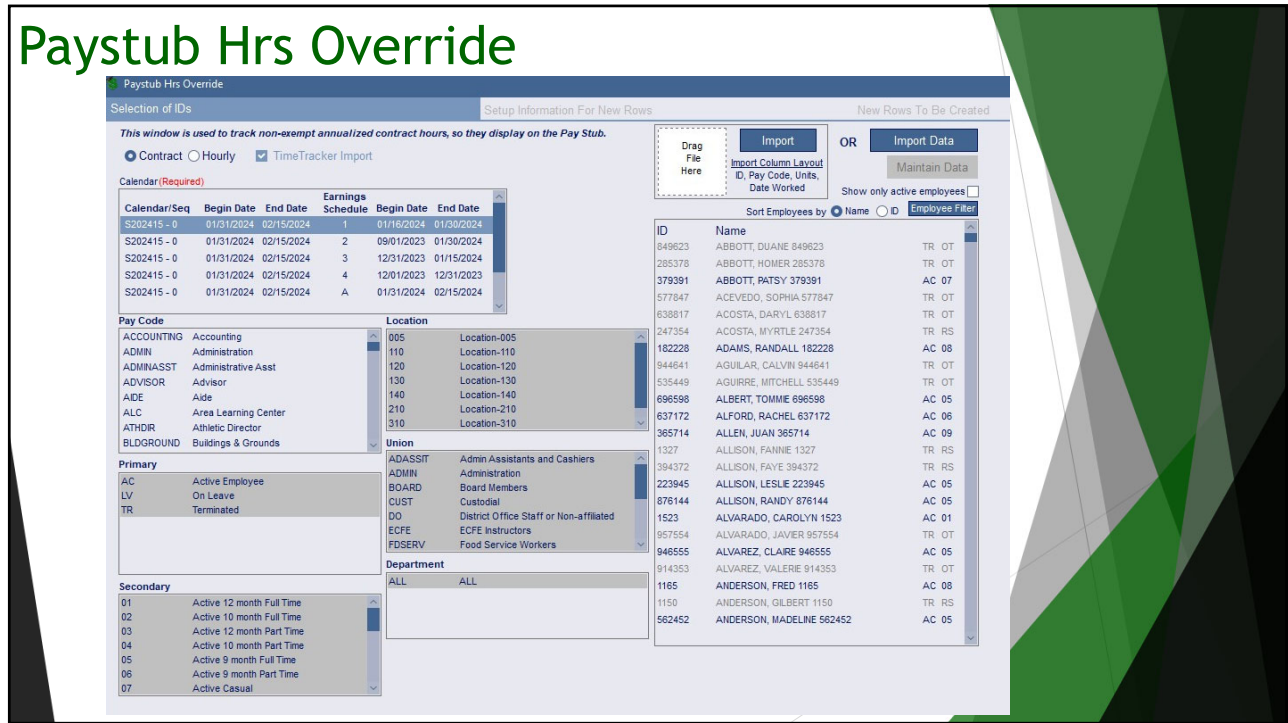 Paystub Hrs Override
Paystub Hrs Override
Selection of IDs
Setup Information For New Rows
New Rows To Be Created
This window is used to track non-exempt annualized contract hours, so they display on the Pay Stub.
Contract Hourly TimeTracker Import
Calendar (Required)
Calendar/Seq Begin Date End Date Earnings Schedule Begin Date End Date
S202415 - 0 01/31/2024 02/15/2024 1 01/16/2024 01/30/2024
S202415 - 0 01/31/2024 02/15/2024 2 09/01/2023 01/30/2024
S202415 - 0 01/31/2024 02/15/2024 3 12/31/2023 01/15/2024
S202415 - 0 01/31/2024 02/15/2024 4 12/01/2023 12/31/2023
S202415 - 0 01/31/2024 02/15/2024 A 01/31/2024 02/15/2024
Pay Code
ACCOUNTING Accounting
ADMIN Administration
ADMINASST Administrative Asst
ADVISOR Advisor
AIDE Aide
ALC Area Learning Center
ATHDIR Athletic Director
BLDGROUND Buildings & Grounds
Primary
AC Active Employee
LV On Leave
TR Terminated
Secondary
01 Active 12 month Full Time
02 Active 10 month Full Time
03 Active 12 month Part Time
04 Active 10 month Part Time
05 Active 9 month Full Time
06 Active 9 month Part Time
07 Active Casual
Location
005 Location-005
110 Location-110
120 Location-120
130 Location-130
140 Location-140
210 Location-210
310 Location-310
Union
ADASSIT Admin Assistants and Cashiers
ADMIN Administration
BOARD Board Members
CUST Custodial
DO District Office Staff or Non-affiliated
ECFE ECFE Instructors
FDSERV Food Service Workers
Department
ALL ALL
Drag
File
Here
Import
Import Column Layout
ID, Pay Code, Units,
Date Worked
OR
Import Data
Maintain Data
Show only active employees
Sort Employees by Name ID Employee Filter
ID Name
849623 ABBOTT, DUANE 849623 TR OT
285378 ABBOTT, HOMER 285378 TR OT
379391 ABBOTT, PATSY 379391 AC 07
577847 ACEVEDO, SOPHIA 577847 TR OT
638817 ACOSTA, DARYL 638817 TR OT
247354 ACOSTA, MYRTLE 247354 TR RS
182228 ADAMS, RANDALL 182228 AC 08
944641 AGUILAR, CALVIN 944641 TR OT
535449 AGUIRRE, MITCHELL 535449 TR OT
696598 ALBERT, TOMMIE 696598 AC 05
637172 ALFORD, RACHEL 637172 AC 06
365714 ALLEN, JUAN 365714 AC 09
1327 ALLISON, FANNIE 1327 TR RS
394372 ALLISON, FAYE 394372 TR RS
223945 ALLISON, LESLIE 223945 AC 05
876144 ALLISON, RANDY 876144 AC 05
1523 ALVARADO, CAROLYN 1523 AC 01
957554 ALVARADO, JAVIER 957554 TR OT
946555 ALVAREZ, CLAIRE 946555 AC 05
914353 ALVAREZ, VALERIE 914353 TR OT
1165 ANDERSON, FRED 1165 AC 08
1150 ANDERSON, GILBERT 1150 TR RS
562452 ANDERSON, MADELINE 562452 AC 05